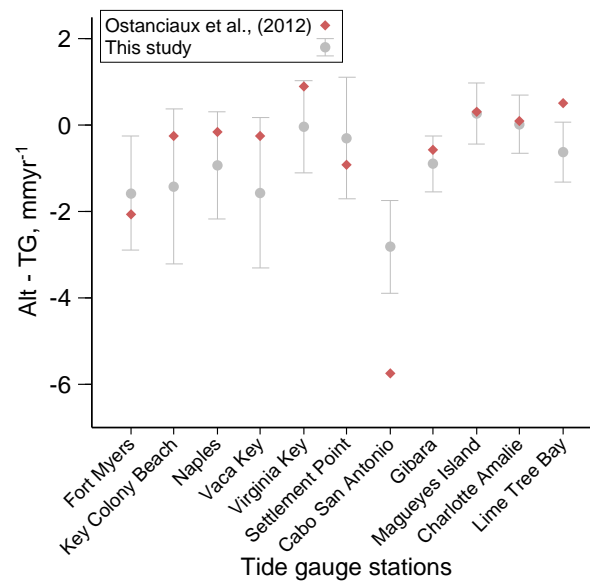 Ostanciaux et al., (2012)
This study
2
0
-2
-4
-6
Alt - TG, mmyr⁻¹
Fort Myers
Key Colony Beach
Naples
Vaca Key
Virginia Key
Settlement Point
Cabo San Antonio
Gibara
Magueyes Island
Charlotte Amalie
Lime Tree Bay
Tide gauge stations